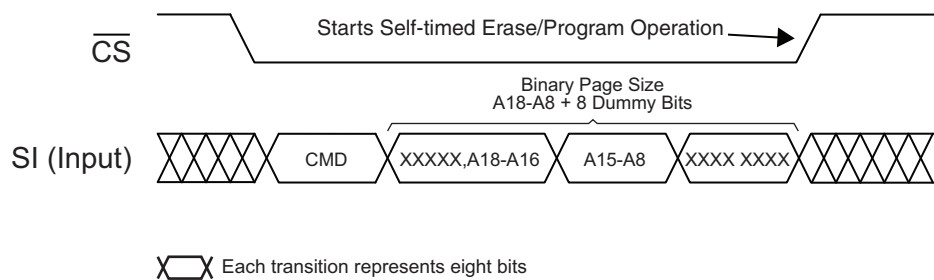 Starts Self-timed Erase/Program Operation
CS
Binary Page Size
A18-A8 + 8 Dummy Bits
SI (Input)
CMD
XXXXX,A18-A16
A15-A8
XXXX XXXX
Each transition represents eight bits